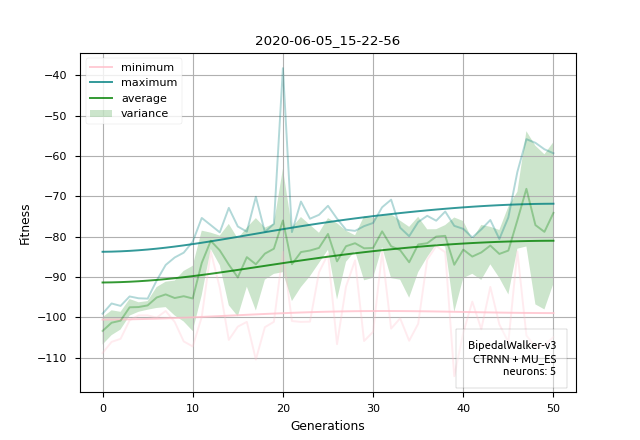 2020-06-05_15-22-56
minimum
maximum
average
variance
Fitness
−40
−50
−60
−70
−80
−90
−100
−110
BipedalWalker-v3
CTRNN + MU_ES
neurons: 5
0
10
20
30
40
50
Generations